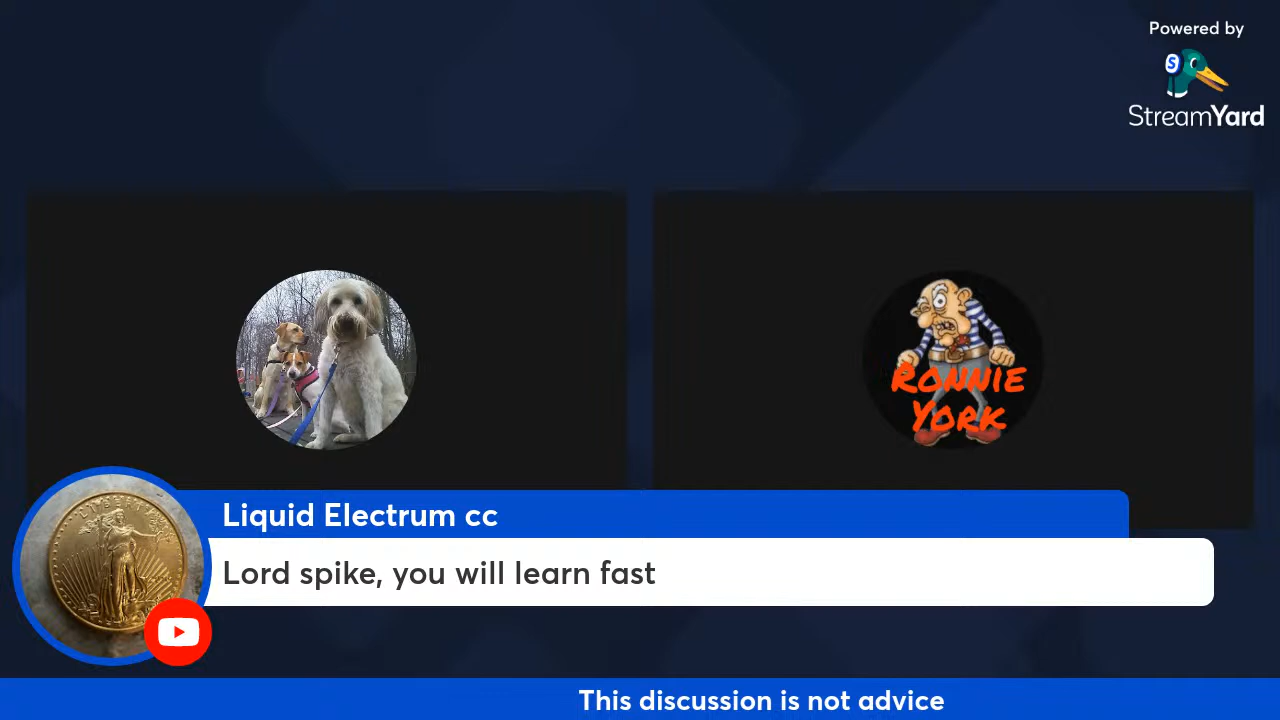 Powered by
S
StreamYard
RONNIE
YORK
LIBERTY
Liquid Electrum cc
Lord spike, you will learn fast
This discussion is not advice